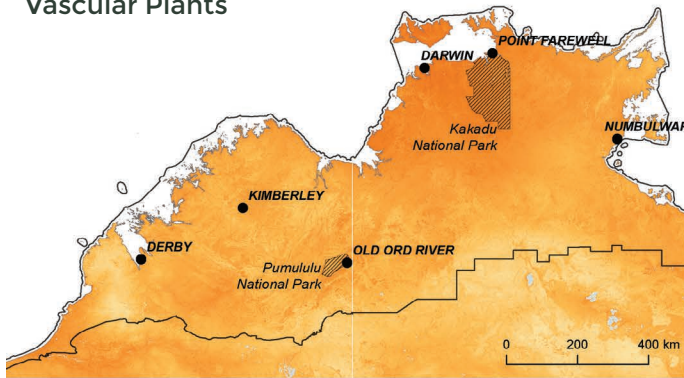 Vascular Plants
POINT FAREWELL
DARWIN
Kakadu
National Park
NUMBULWAR
KIMBERLEY
DERBY
OLD ORD RIVER
Pumululu
National Park
0 200 400 km